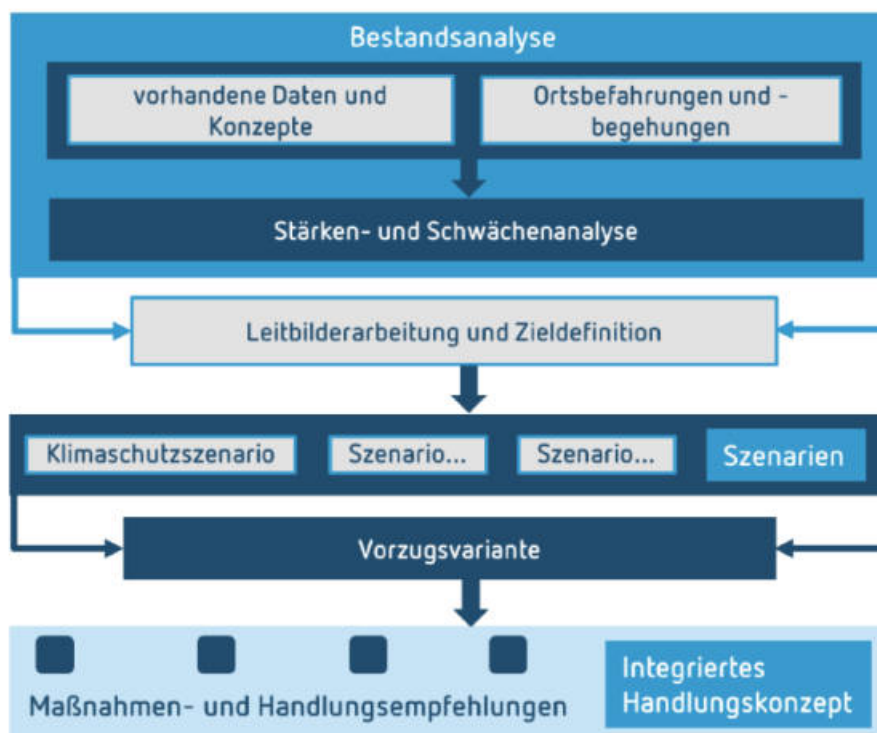 Bestandsanalyse
vorhandene Daten und
Konzepte
Ortsbefahrungen und -
begehungen
Stärken- und Schwächenanalyse
Leitbilderarbeitung und Zieldefinition
Klimaschutzszenario
Szenario...
Szenario...
Szenarien
Vorzugsvariante
Maßnahmen- und Handlungsempfehlungen
Integriertes
Handlungskonzept